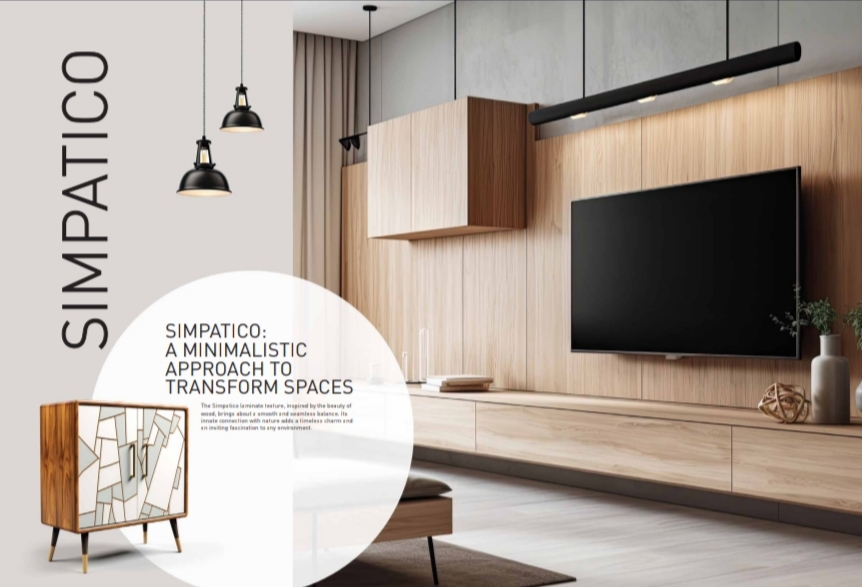 SIMPATICO
SIMPATICO:
A MINIMALISTIC
APPROACH TO
TRANSFORM SPACES
The Simpatico laminate texture, inspired by the beauty of
wood, brings about a smooth and seamless balance. Its
innate connection with nature adds a timeless charm and
an inviting fascination to any environment.